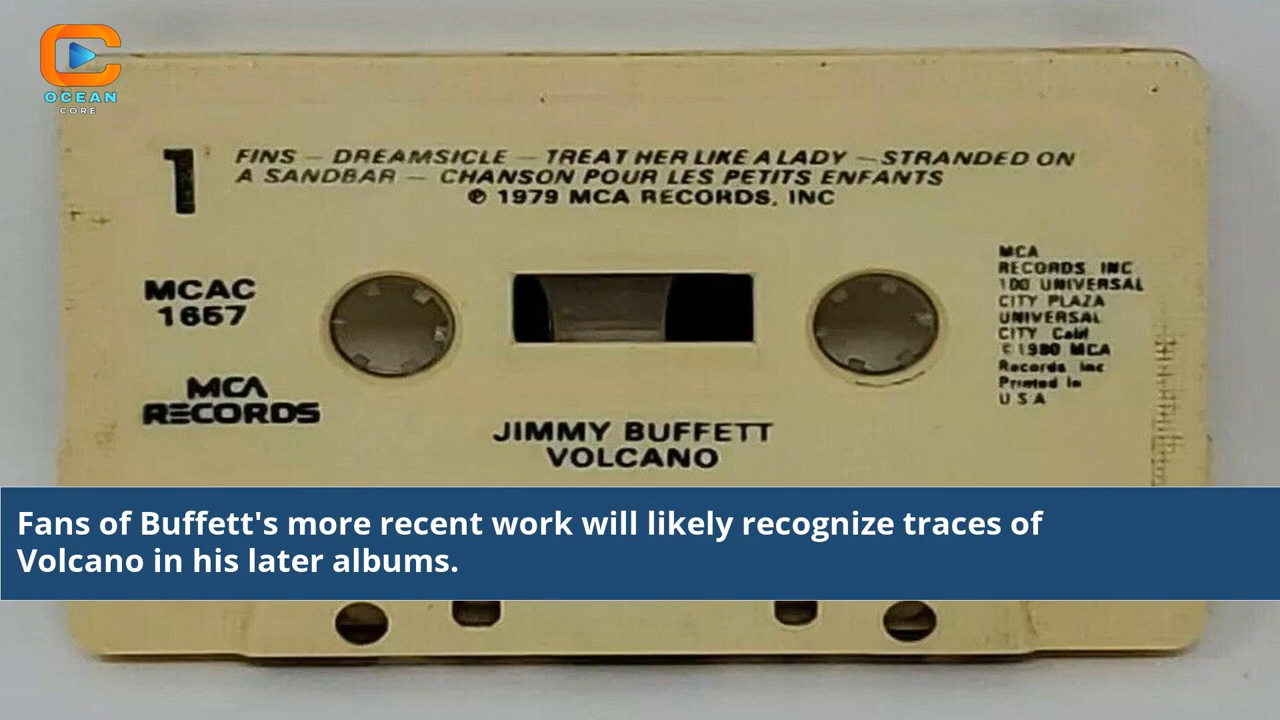 OCEAN
CORE
1
FINS — DREAMSICLE — TREAT HER LIKE A LADY — STRANDED ON
A SANDBAR — CHANSON POUR LES PETITS ENFANTS
℗ 1979 MCA RECORDS, INC
MCAC
1657
MCA
RECORDS
MCA
RECORDS INC
100 UNIVERSAL
CITY PLAZA
UNIVERSAL
CITY Calif
© 1980 MCA
Records Inc
Printed in
U S A
JIMMY BUFFETT
VOLCANO
Fans of Buffett's more recent work will likely recognize traces of
Volcano in his later albums.